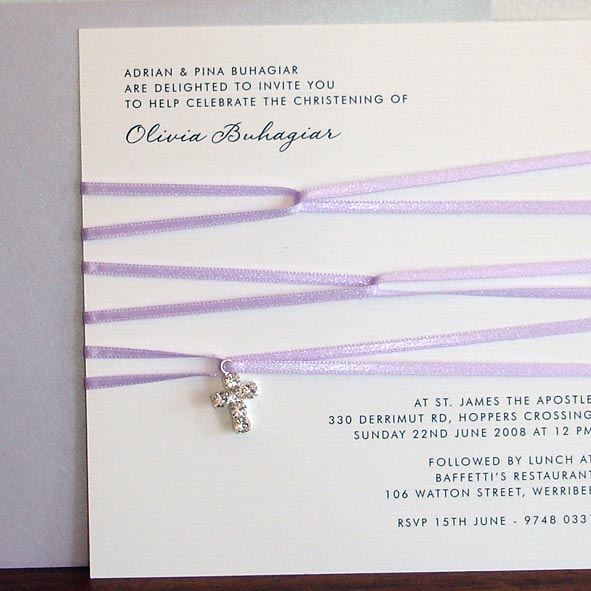 ADRIAN & PINA BUHAGIAR
ARE DELIGHTED TO INVITE YOU
TO HELP CELEBRATE THE CHRISTENING OF
Olivia Buhagiar
AT ST. JAMES THE APOSTLE
330 DERRIMUT RD, HOPPERS CROSSING
SUNDAY 22ND JUNE 2008 AT 12 PM
FOLLOWED BY LUNCH AT
BAFFETTI'S RESTAURANT
106 WATTON STREET, WERRIBEE
RSVP 15TH JUNE - 9748 0331